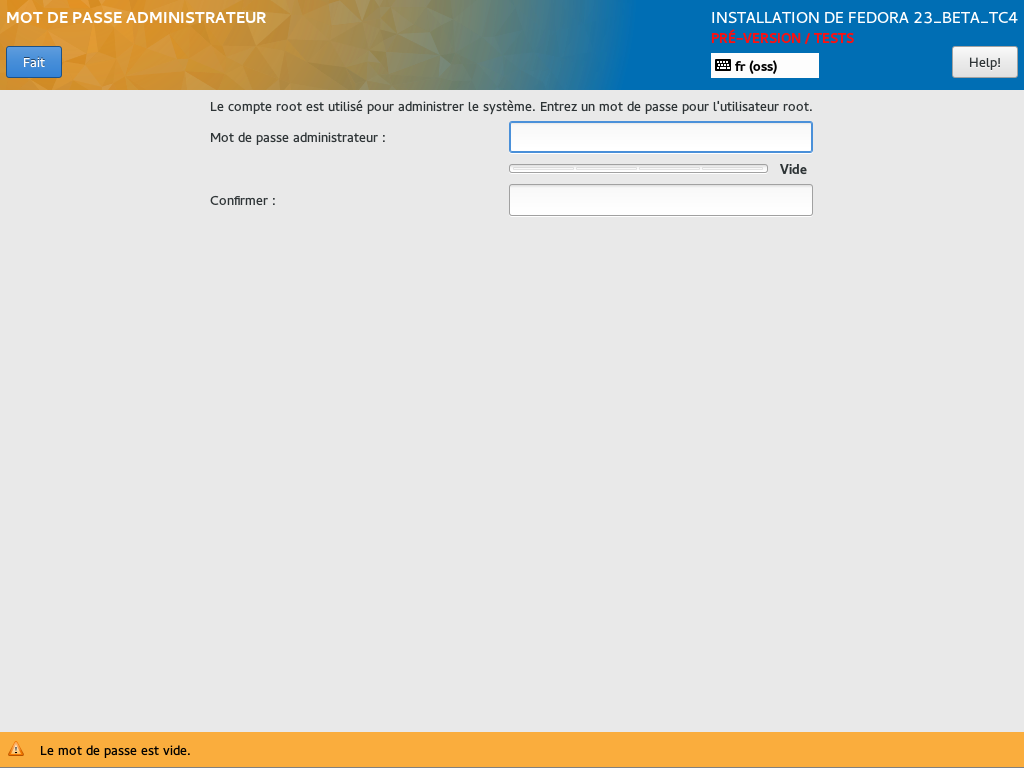 MOT DE PASSE ADMINISTRATEUR
INSTALLATION DE FEDORA 23_BETA_TC4
PRÉ-VERSION / TESTS
Fait
fr (oss)
Help!
Le compte root est utilisé pour administrer le système. Entrez un mot de passe pour l'utilisateur root.
Mot de passe administrateur :
Vide
Confirmer :
Le mot de passe est vide.